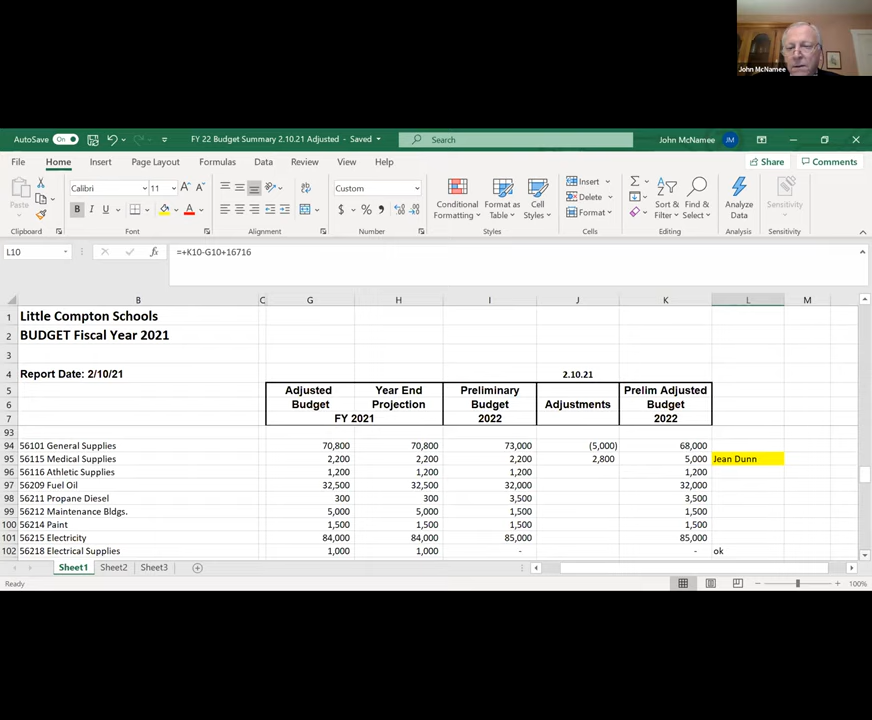 John McNamee
AutoSave On FY 22 Budget Summary 2.10.21 Adjusted - Saved Search John McNamee JM
File Home Insert Page Layout Formulas Data Review View Help Share Comments
Paste Calibri 11 A A Custom Conditional Formatting Format as Table Cell Styles Insert Delete Format Sort & Filter Find & Select Analyze Data Sensitivity
B I U A $ % 9
Clipboard Font Alignment Number Styles Cells Editing Analysis Sensitivity
L10 fx =+K10-G10+16716
B C G H I J K L M
1 Little Compton Schools
2 BUDGET Fiscal Year 2021
3
4 Report Date: 2/10/21 2.10.21
5 Adjusted Year End Preliminary Prelim Adjusted
6 Budget Projection Budget Adjustments Budget
7 FY 2021 2022 2022
93
94 56101 General Supplies 70,800 70,800 73,000 (5,000) 68,000
95 56115 Medical Supplies 2,200 2,200 2,200 2,800 5,000 Jean Dunn
96 56116 Athletic Supplies 1,200 1,200 1,200 1,200
97 56209 Fuel Oil 32,500 32,500 32,000 32,000
98 56211 Propane Diesel 300 300 3,500 3,500
99 56212 Maintenance Bldgs. 5,000 5,000 1,500 1,500
100 56214 Paint 1,500 1,500 1,500 1,500
101 56215 Electricity 84,000 84,000 85,000 85,000
102 56218 Electrical Supplies 1,000 1,000 - - ok
Sheet1 Sheet2 Sheet3
Ready 100%